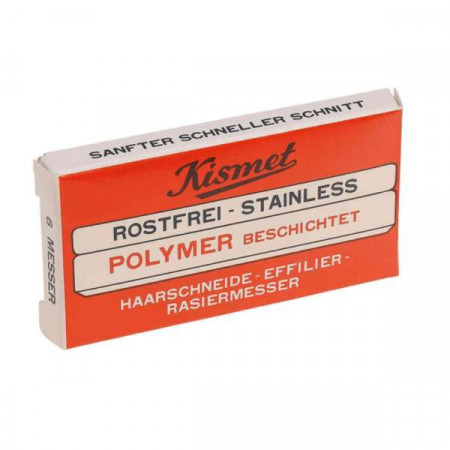 SANFTER SCHNELLER SCHNITT
Kismet
ROSTFREI - STAINLESS
POLYMER BESCHICHTET
HAARSCHNEIDE - EFFILIER -
RASIERMESSER
6 MESSER